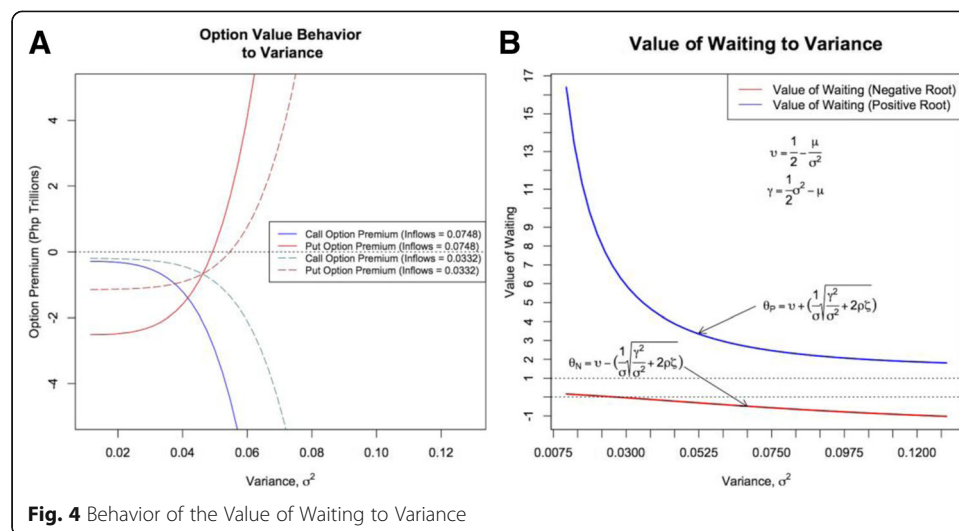 A
Option Value Behavior
to Variance
Option Premium (Php Trillions)
4
2
0
-2
-4
Call Option Premium (Inflows = 0.0748)
Put Option Premium (Inflows = 0.0748)
Call Option Premium (Inflows = 0.0332)
Put Option Premium (Inflows = 0.0332)
0.02 0.04 0.06 0.08 0.10 0.12
Variance, σ²
B
Value of Waiting to Variance
Value of Waiting
17
15
13
11
9
8
7
6
5
4
3
2
1
-1
Value of Waiting (Negative Root)
Value of Waiting (Positive Root)
υ = 1/2 − μ/σ²
γ = 1/2σ² − μ
θP = υ + (1/σ√γ²/σ² + 2ρζ)
θN = υ − (1/σ√γ²/σ² + 2ρζ)
0.0075 0.0300 0.0525 0.0750 0.0975 0.1200
Variance, σ²
Fig. 4 Behavior of the Value of Waiting to Variance